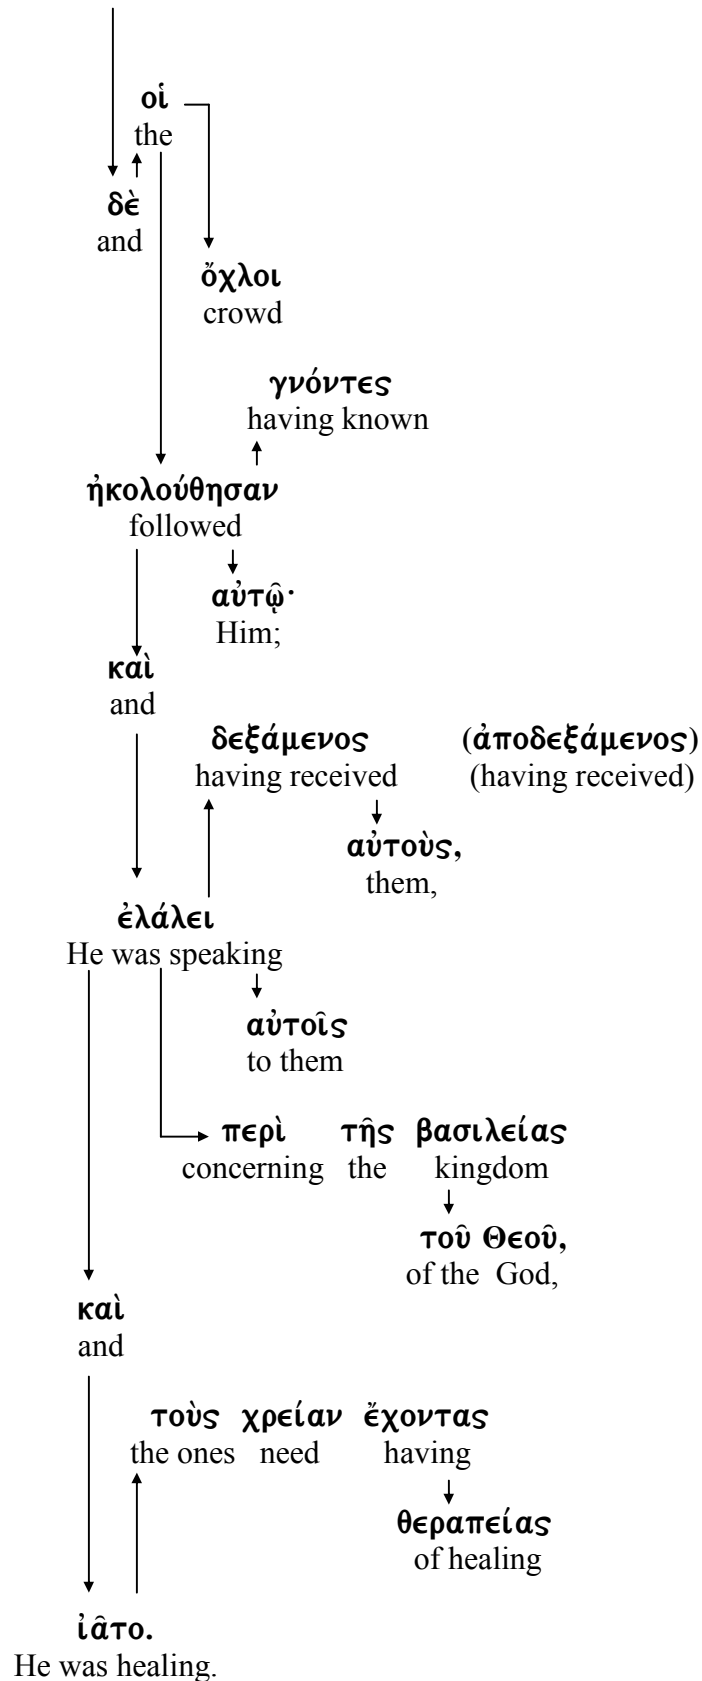 οἱ
the
δὲ
and
ὄχλοι
crowd
γνόντες
having known
ἠκολούθησαν
followed
αὐτῷ·
Him;
καὶ
and
δεξάμενος (ἀποδεξάμενος)
having received (having received)
αὐτοὺς,
them,
ἐλάλει
He was speaking
αὐτοῖς
to them
περὶ τῆς βασιλείας
concerning the kingdom
τοῦ Θεοῦ,
of the God,
καὶ
and
τοὺς χρείαν ἔχοντας
the ones need having
θεραπείας
of healing
ἰᾶτο.
He was healing.